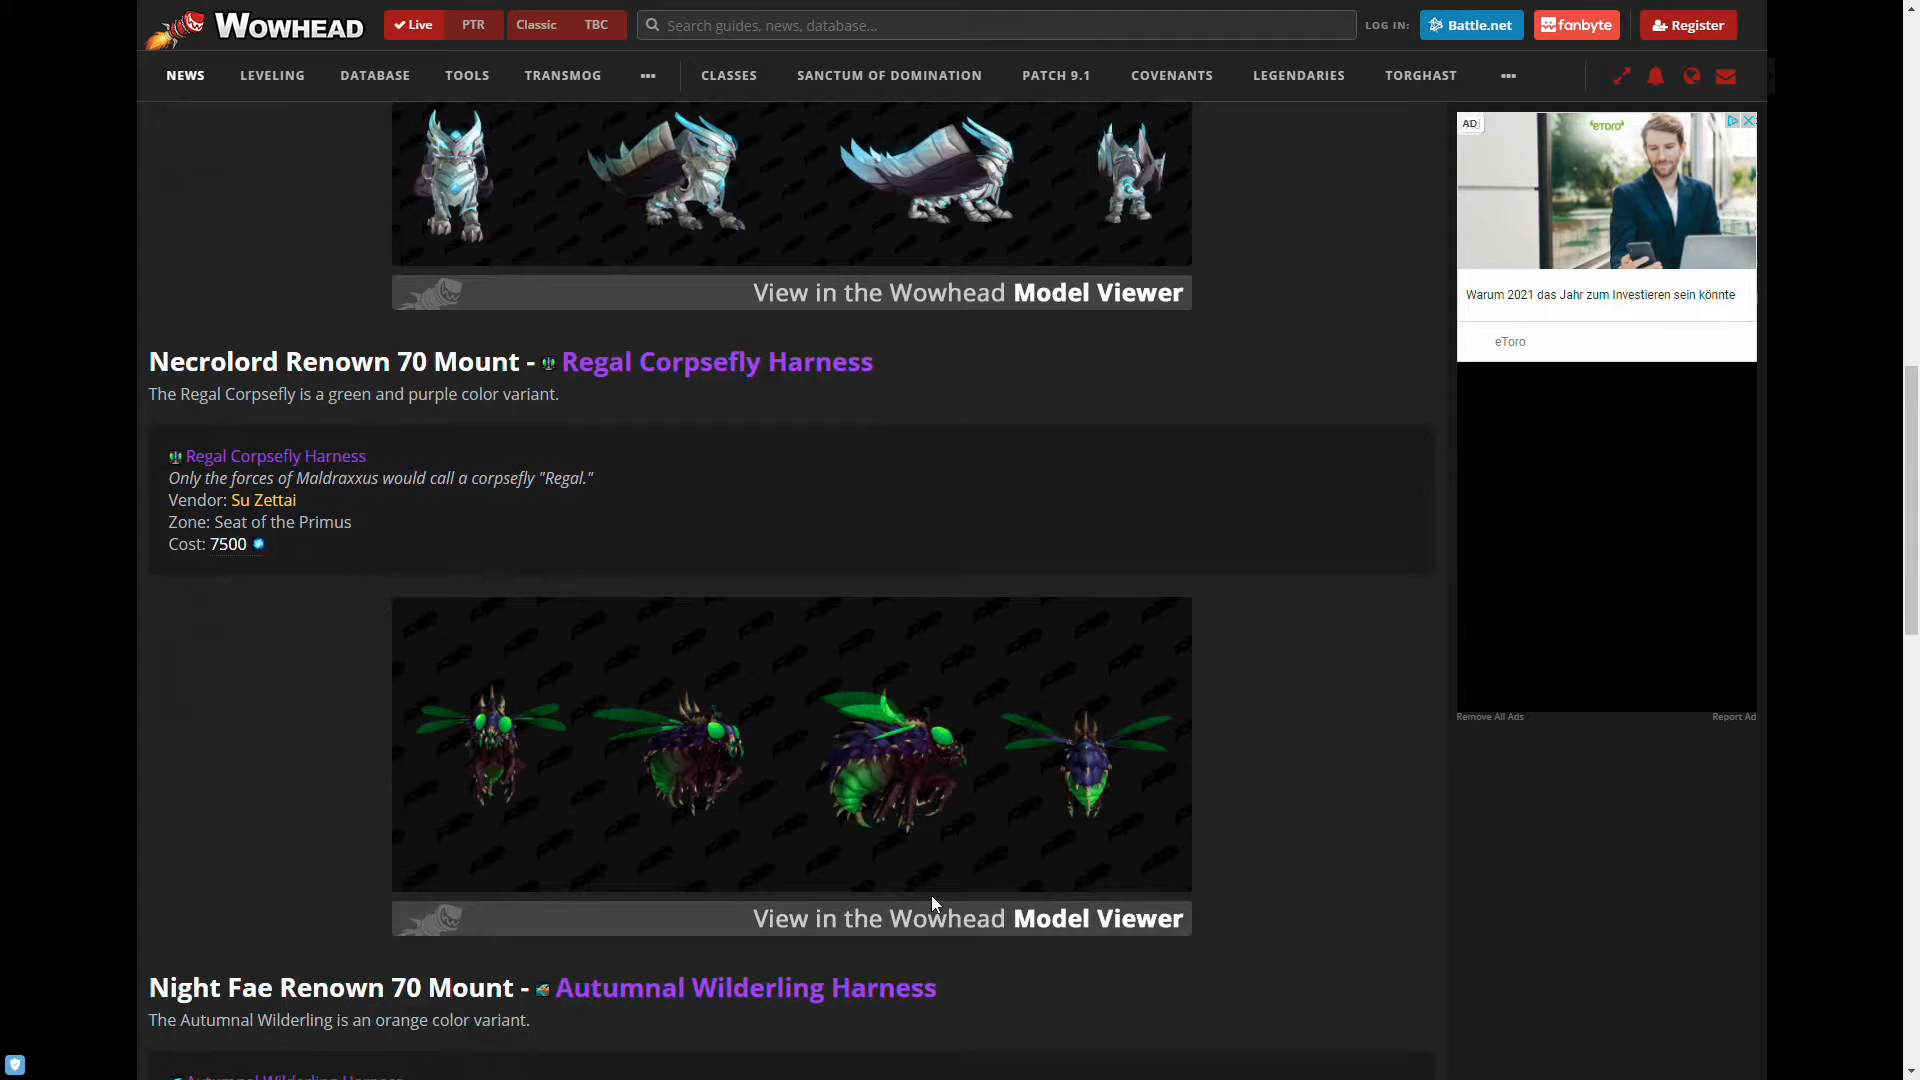 WOWHEAD
Live PTR Classic TBC
Search guides, news, database...
LOG IN: Battle.net fanbyte Register
NEWS LEVELING DATABASE TOOLS TRANSMOG ••• CLASSES SANCTUM OF DOMINATION PATCH 9.1 COVENANTS LEGENDARIES TORGHAST •••
AD
eToro
Warum 2021 das Jahr zum Investieren sein könnte
eToro
Remove All Ads Report Ad
View in the Wowhead Model Viewer
Necrolord Renown 70 Mount - Regal Corpsefly Harness
The Regal Corpsefly is a green and purple color variant.
Regal Corpsefly Harness
Only the forces of Maldraxxus would call a corpsefly "Regal."
Vendor: Su Zettai
Zone: Seat of the Primus
Cost: 7500
View in the Wowhead Model Viewer
Night Fae Renown 70 Mount - Autumnal Wilderling Harness
The Autumnal Wilderling is an orange color variant.
Autumnal Wilderling Harness